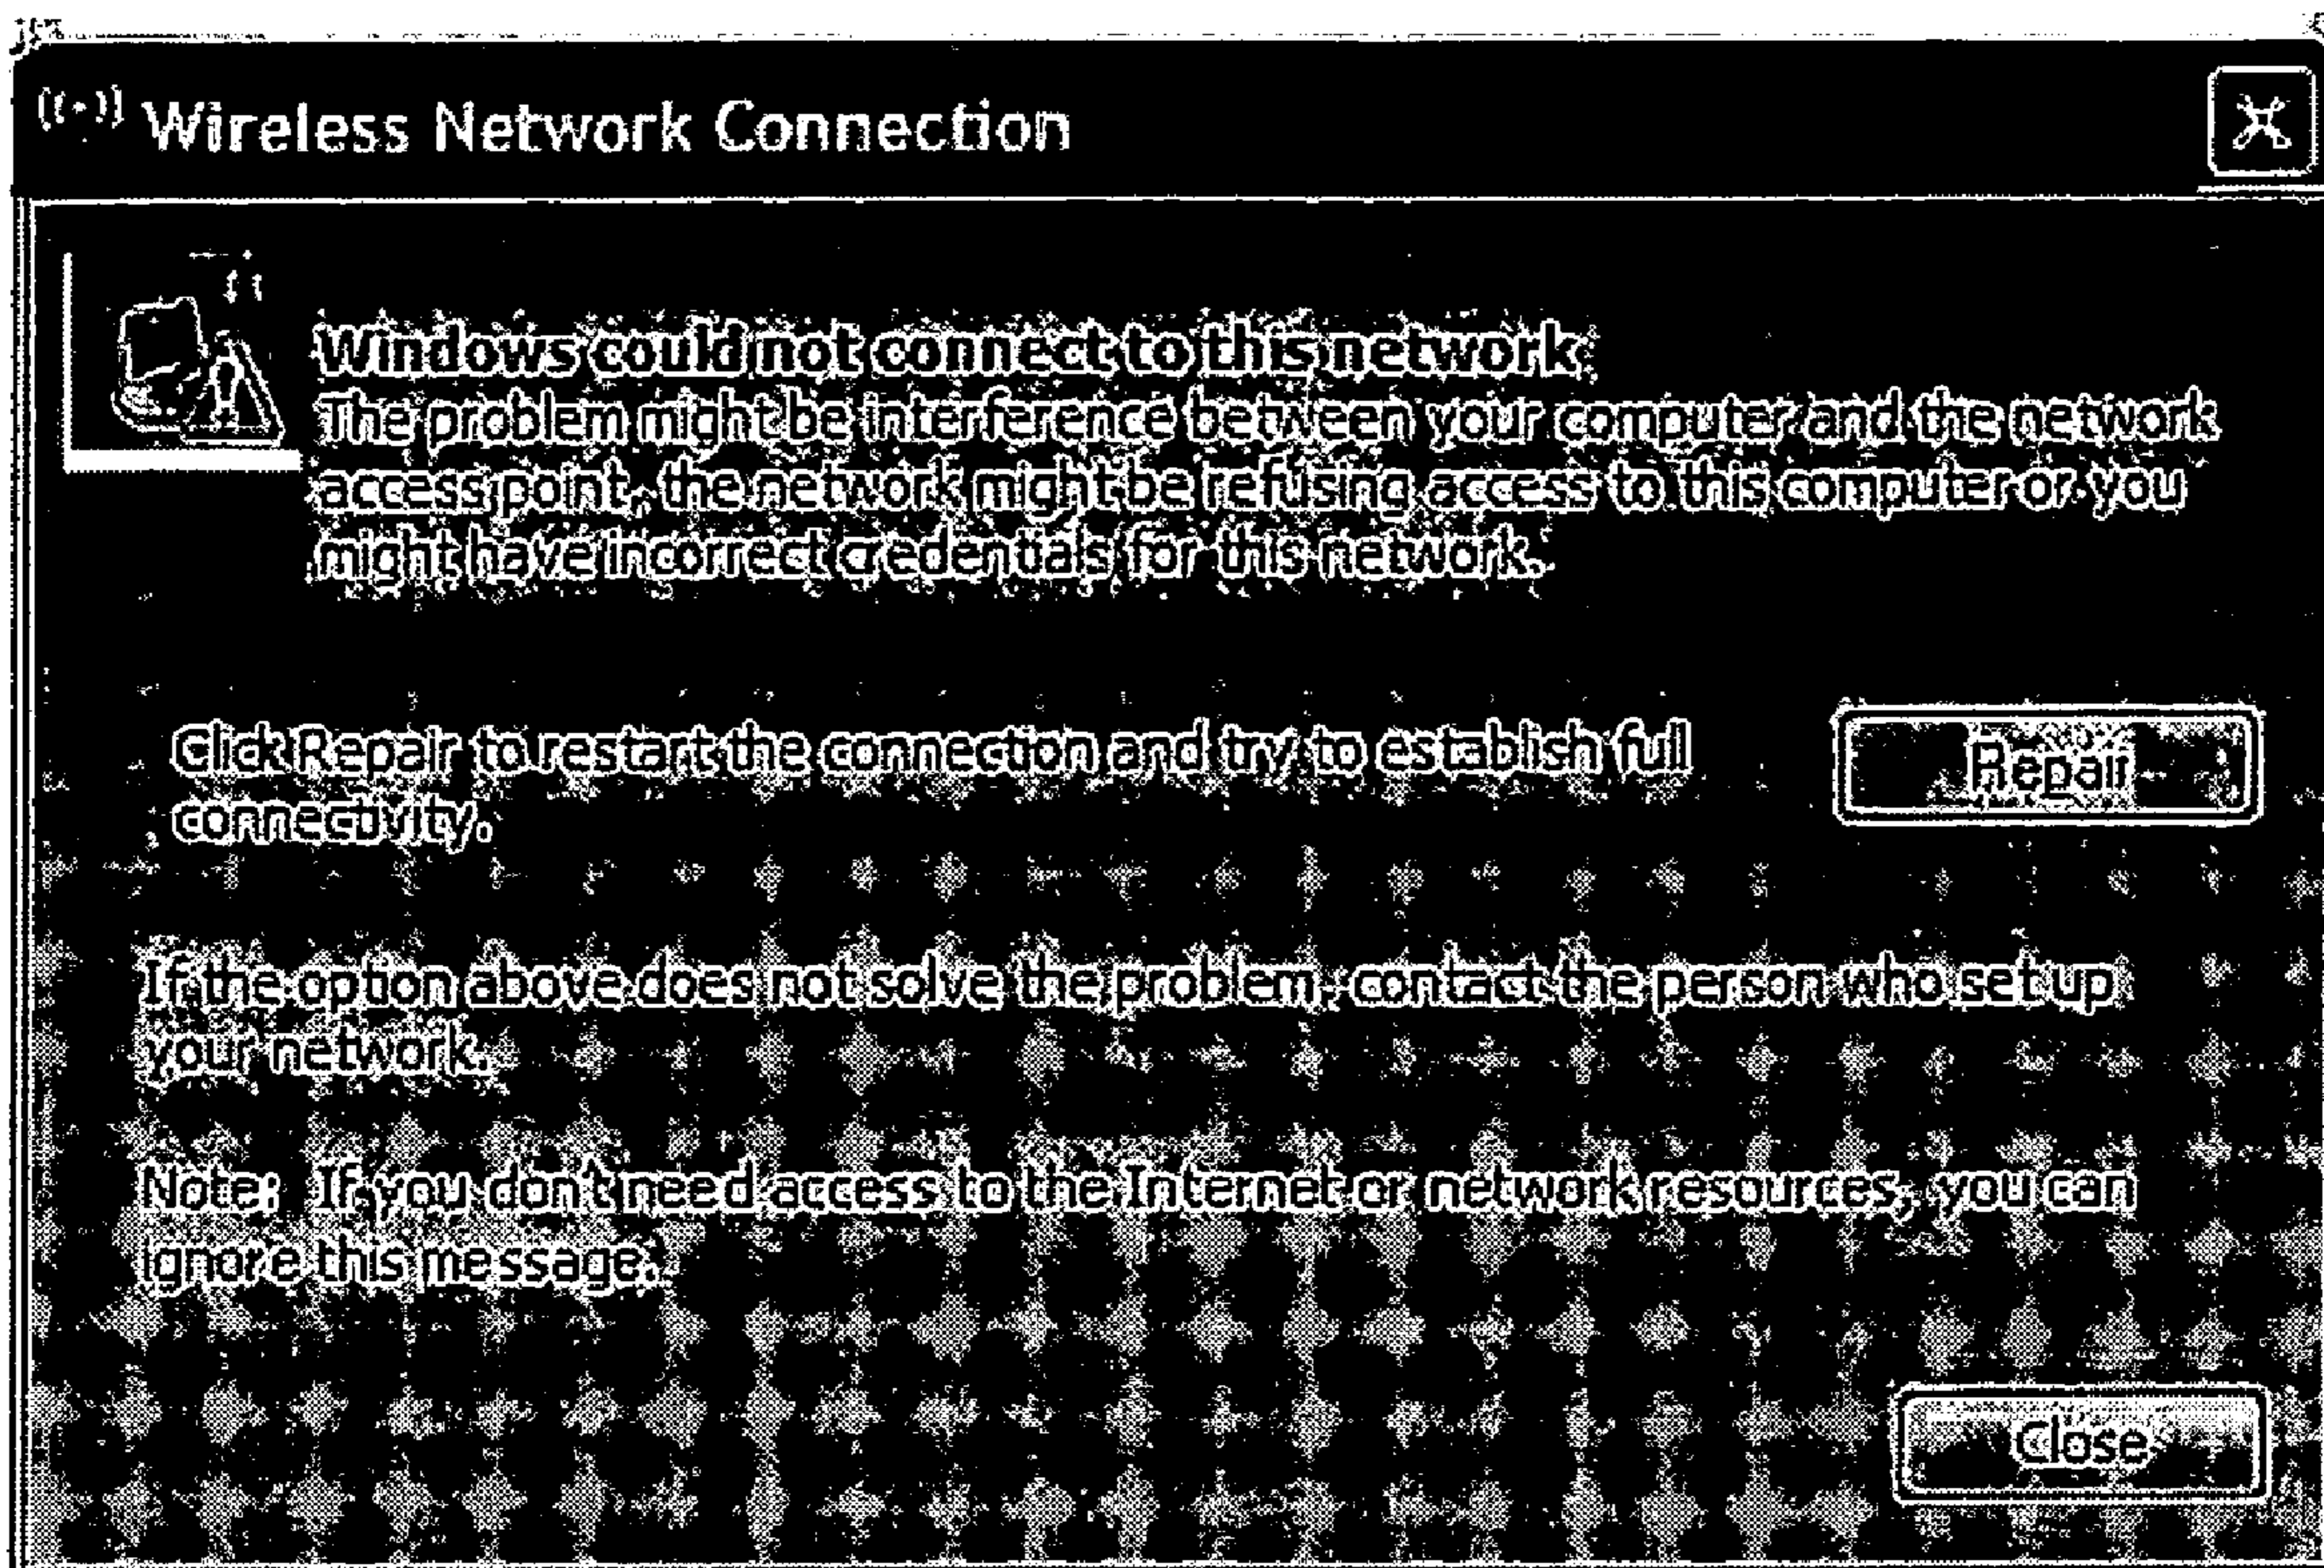 Wireless Network Connection
Windows could not connect to this network
The problem might be interference between your computer and the network
access point, the network might be refusing access to this computer or you
might have incorrect credentials for this network.
Click Repair to restart the connection and try to establish full
connectivity.
Repair
If the option above does not solve the problem, contact the person who set up
your network.
Note: If you don't need access to the Internet or network resources, you can
ignore this message.
Close